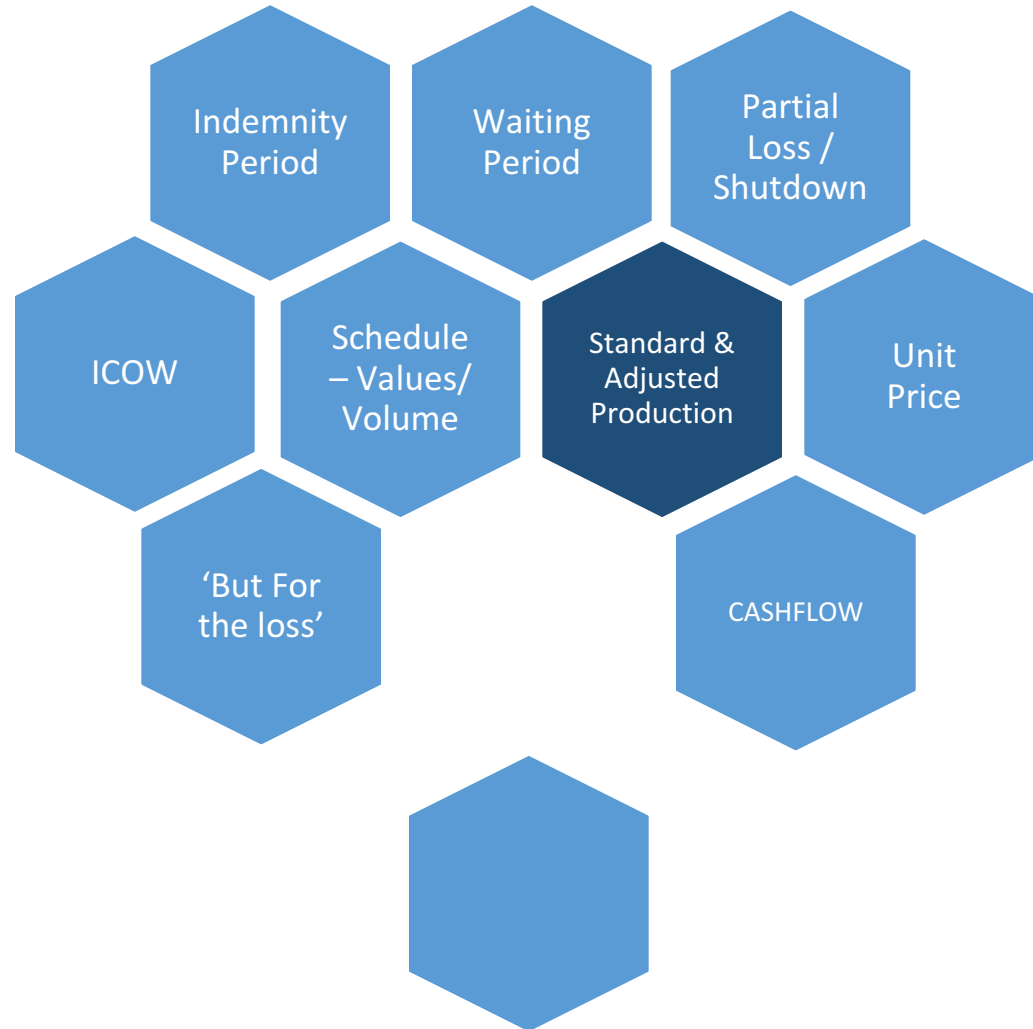 Indemnity
Period
Waiting
Period
Partial
Loss /
Shutdown
ICOW
Schedule
– Values/
Volume
Standard &
Adjusted
Production
Unit
Price
‘But For
the loss’
CASHFLOW